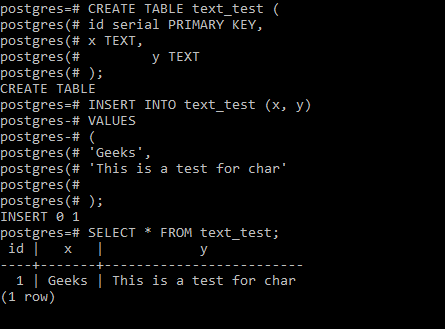 postgres=# CREATE TABLE text_test (
postgres(# id serial PRIMARY KEY,
postgres(# x TEXT,
postgres(#         y TEXT
postgres(# );
CREATE TABLE
postgres=# INSERT INTO text_test (x, y)
postgres-# VALUES
postgres-# (
postgres(# 'Geeks',
postgres(# 'This is a test for char'
postgres(#
postgres(# );
INSERT 0 1
postgres=# SELECT * FROM text_test;
 id |   x   |            y
----+-------+-------------------------
  1 | Geeks | This is a test for char
(1 row)